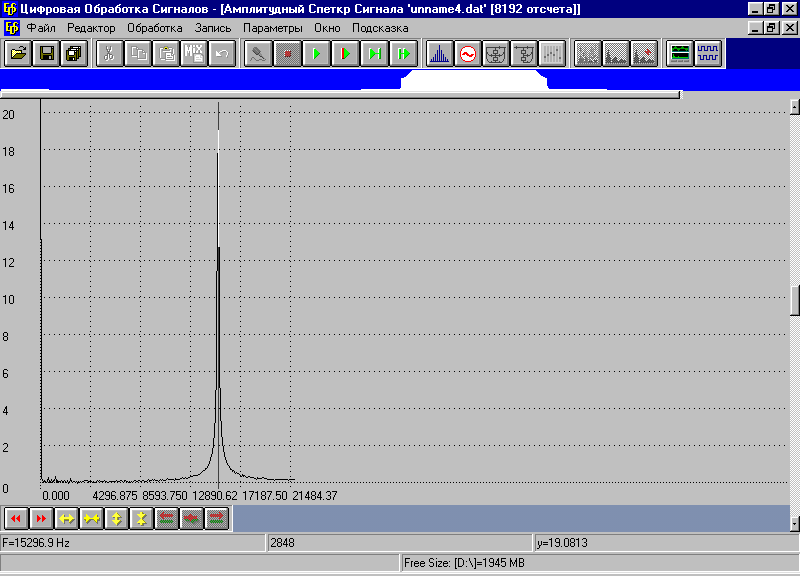 Цифровая Обработка Сигналов - [Амплитудный Спеткр Сигнала 'unname4.dat' [8192 отсчета]]
Файл Редактор Обработка Запись Параметры Окно Подсказка
MIX
20
18
16
14
12
10
8
6
4
2
0
0.000 4296.875 8593.750 12890.62 17187.50 21484.37
F=15296.9 Hz 2848 y=19.0813
Free Size: [D:\]=1945 MB